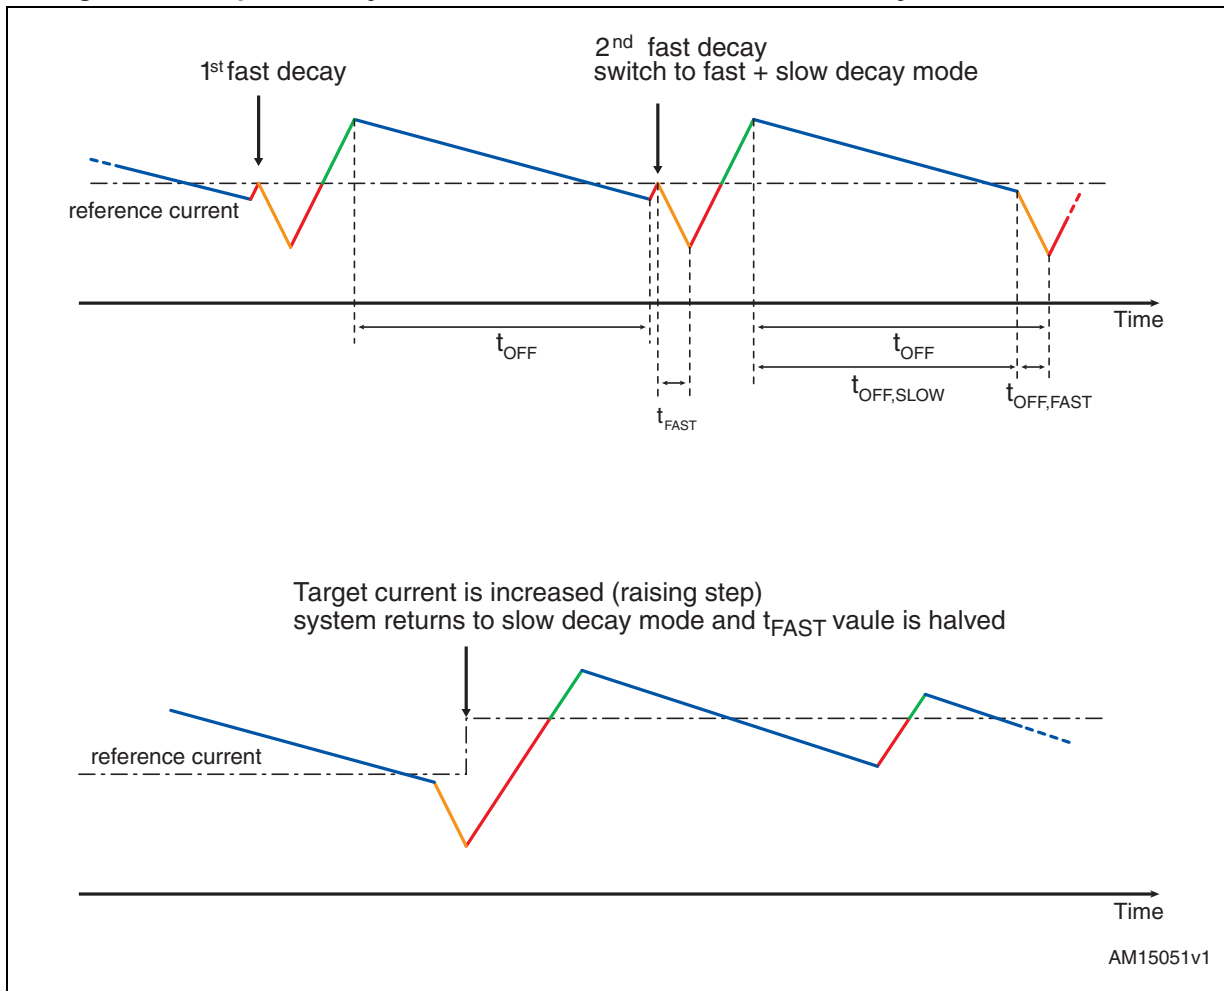 1st fast decay
2nd fast decay
switch to fast + slow decay mode
reference current
Time
tOFF
tOFF
tOFF,SLOW
tOFF,FAST
tFAST
Target current is increased (raising step)
system returns to slow decay mode and tFAST vaule is halved
reference current
Time
AM15051v1